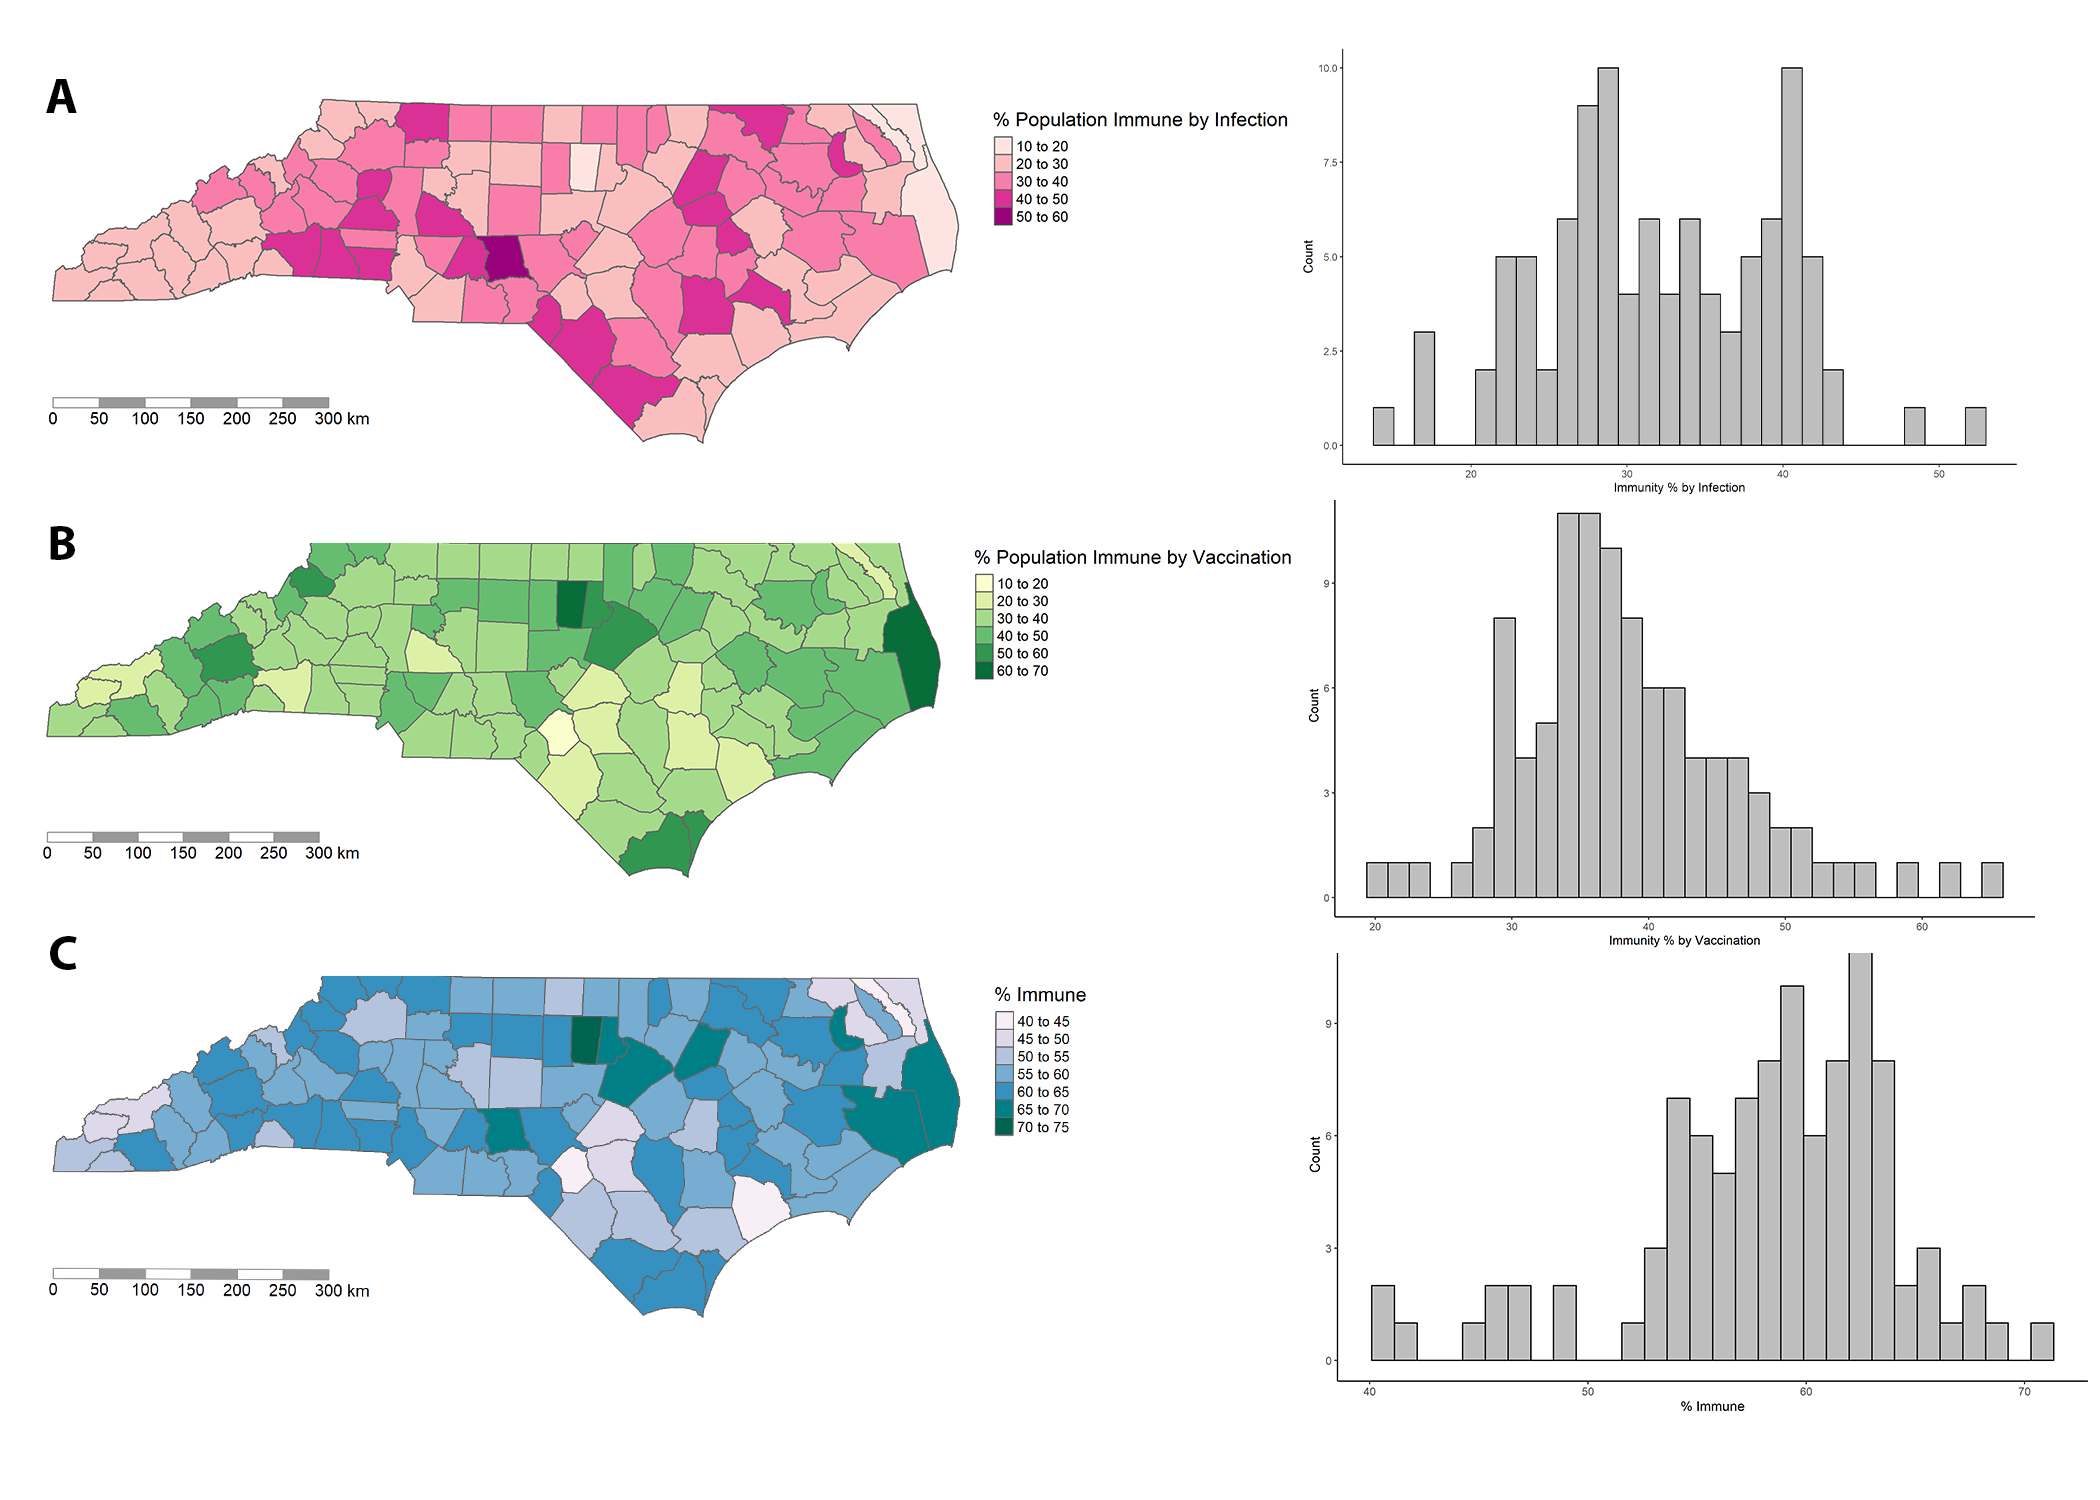 A
% Population Immune by Infection
10 to 20
20 to 30
30 to 40
40 to 50
50 to 60
0 50 100 150 200 250 300 km
10.0
7.5
5.0
2.5
0.0
Count
20 30 40 50
Immunity % by Infection
B
% Population Immune by Vaccination
10 to 20
20 to 30
30 to 40
40 to 50
50 to 60
60 to 70
0 50 100 150 200 250 300 km
9
6
3
0
Count
20 30 40 50 60
Immunity % by Vaccination
C
% Immune
40 to 45
45 to 50
50 to 55
55 to 60
60 to 65
65 to 70
70 to 75
0 50 100 150 200 250 300 km
9
6
3
0
Count
40 50 60 70
% Immune